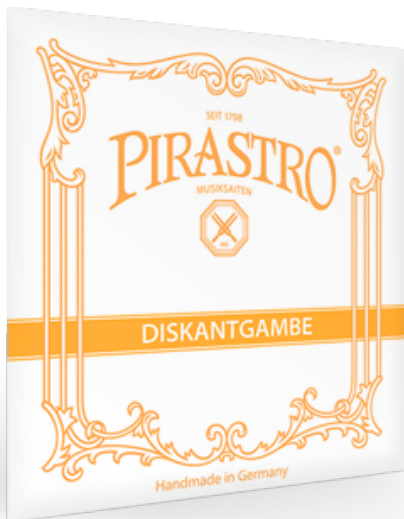 SEIT 1798
PIRASTRO®
MUSIKSAITEN
DISKANTGAMBE
Handmade in Germany